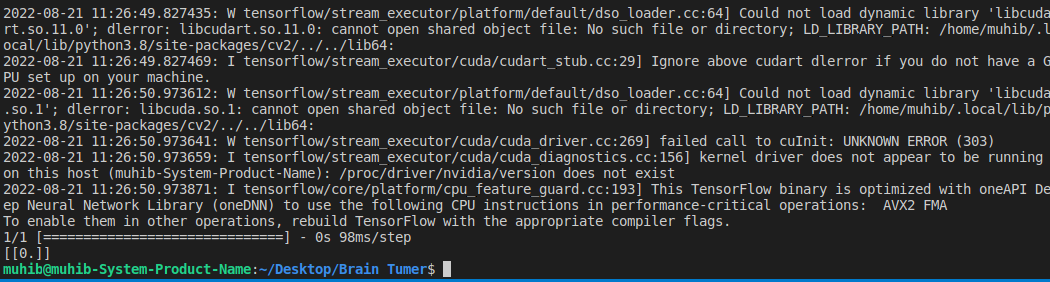 2022-08-21 11:26:49.827435: W tensorflow/stream_executor/platform/default/dso_loader.cc:64] Could not load dynamic library 'libcuda
rt.so.11.0'; dlerror: libcudart.so.11.0: cannot open shared object file: No such file or directory; LD_LIBRARY_PATH: /home/muhib/.l
ocal/lib/python3.8/site-packages/cv2/../../lib64:
2022-08-21 11:26:49.827469: I tensorflow/stream_executor/cuda/cudart_stub.cc:29] Ignore above cudart dlerror if you do not have a G
PU set up on your machine.
2022-08-21 11:26:50.973612: W tensorflow/stream_executor/platform/default/dso_loader.cc:64] Could not load dynamic library 'libcuda
.so.1'; dlerror: libcuda.so.1: cannot open shared object file: No such file or directory; LD_LIBRARY_PATH: /home/muhib/.local/lib/p
ython3.8/site-packages/cv2/../../lib64:
2022-08-21 11:26:50.973641: W tensorflow/stream_executor/cuda/cuda_driver.cc:269] failed call to cuInit: UNKNOWN ERROR (303)
2022-08-21 11:26:50.973659: I tensorflow/stream_executor/cuda/cuda_diagnostics.cc:156] kernel driver does not appear to be running
on this host (muhib-System-Product-Name): /proc/driver/nvidia/version does not exist
2022-08-21 11:26:50.973871: I tensorflow/core/platform/cpu_feature_guard.cc:193] This TensorFlow binary is optimized with oneAPI De
ep Neural Network Library (oneDNN) to use the following CPU instructions in performance-critical operations:  AVX2 FMA
To enable them in other operations, rebuild TensorFlow with the appropriate compiler flags.
1/1 [==============================] - 0s 98ms/step
[[0.]]
muhib@muhib-System-Product-Name:~/Desktop/Brain Tumer$